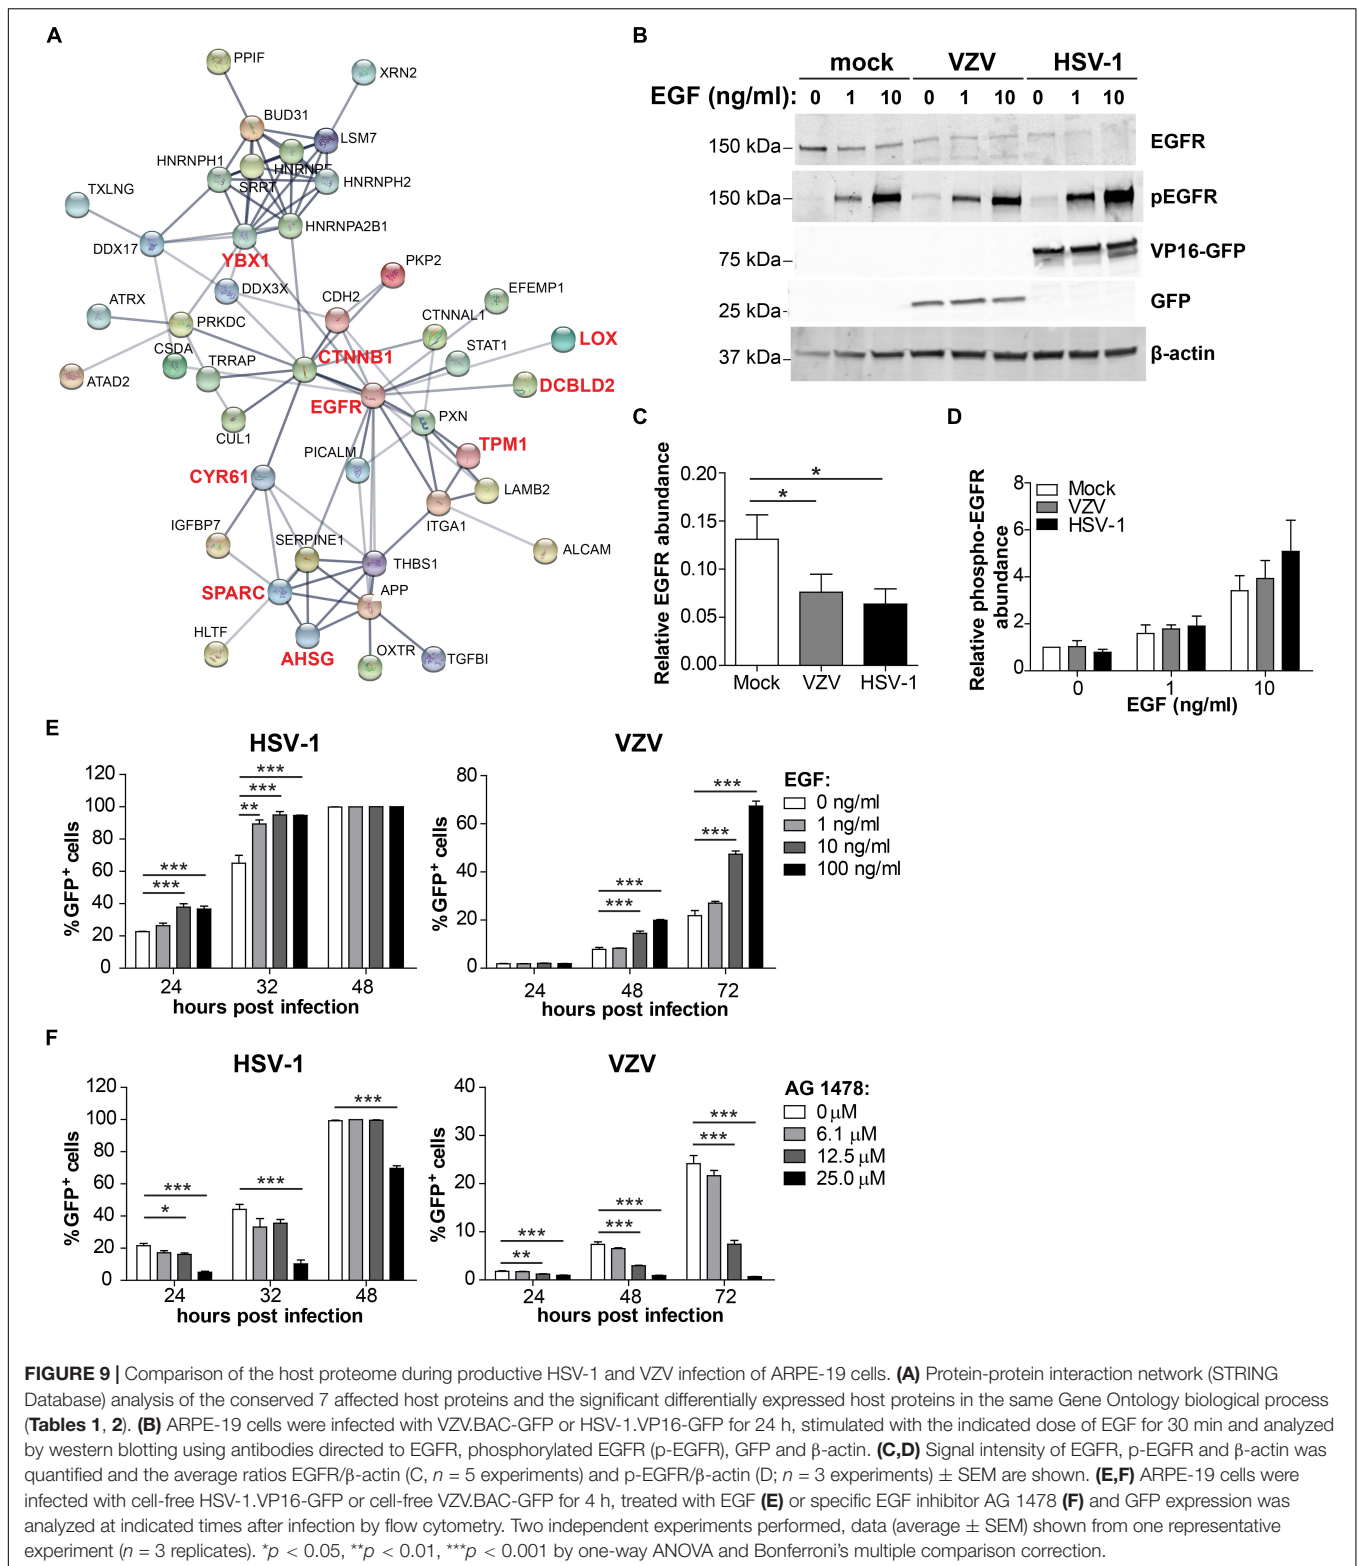 A
PPIF
XRN2
BUD31
LSM7
HNRNPH1
HNRNPF
SRRT
HNRNPH2
TXLNG
HNRNPA2B1
DDX17
YBX1
PKP2
DDX3X
EFEMP1
ATRX
CDH2
PRKDC
CTNNAL1
CSDA
STAT1
LOX
TRRAP
CTNNB1
ATAD2
DCBLD2
EGFR
CUL1
PXN
PICALM
TPM1
CYR61
LAMB2
IGFBP7
ITGA1
SERPINE1
ALCAM
THBS1
SPARC
APP
HLTF
AHSG
OXTR
TGFBI
B
mock VZV HSV-1
EGF (ng/ml): 0 1 10 0 1 10 0 1 10
150 kDa EGFR
150 kDa pEGFR
75 kDa VP16-GFP
25 kDa GFP
37 kDa β-actin
C
Relative EGFR abundance
0.20
0.15
0.10
0.05
0.00
* *
Mock VZV HSV-1
D
Relative phospho-EGFR
abundance
8
6
4
2
0
Mock
VZV
HSV-1
0 1 10
EGF (ng/ml)
E
HSV-1
%GFP+ cells
120
100
80
60
40
20
0
*** *** *** *** **
24 32 48
hours post infection
VZV
%GFP+ cells
80
60
40
20
0
*** *** *** ***
24 48 72
hours post infection
EGF:
0 ng/ml
1 ng/ml
10 ng/ml
100 ng/ml
F
HSV-1
%GFP+ cells
120
100
80
60
40
20
0
*** * *** ***
24 32 48
hours post infection
VZV
%GFP+ cells
40
30
20
10
0
*** ** *** *** *** ***
24 48 72
hours post infection
AG 1478:
0 µM
6.1 µM
12.5 µM
25.0 µM
FIGURE 9 | Comparison of the host proteome during productive HSV-1 and VZV infection of ARPE-19 cells. (A) Protein-protein interaction network (STRING
Database) analysis of the conserved 7 affected host proteins and the significant differentially expressed host proteins in the same Gene Ontology biological process
(Tables 1, 2). (B) ARPE-19 cells were infected with VZV.BAC-GFP or HSV-1.VP16-GFP for 24 h, stimulated with the indicated dose of EGF for 30 min and analyzed
by western blotting using antibodies directed to EGFR, phosphorylated EGFR (p-EGFR), GFP and β-actin. (C,D) Signal intensity of EGFR, p-EGFR and β-actin was
quantified and the average ratios EGFR/β-actin (C, n = 5 experiments) and p-EGFR/β-actin (D; n = 3 experiments) ± SEM are shown. (E,F) ARPE-19 cells were
infected with cell-free HSV-1.VP16-GFP or cell-free VZV.BAC-GFP for 4 h, treated with EGF (E) or specific EGF inhibitor AG 1478 (F) and GFP expression was
analyzed at indicated times after infection by flow cytometry. Two independent experiments performed, data (average ± SEM) shown from one representative
experiment (n = 3 replicates). *p < 0.05, **p < 0.01, ***p < 0.001 by one-way ANOVA and Bonferroni's multiple comparison correction.